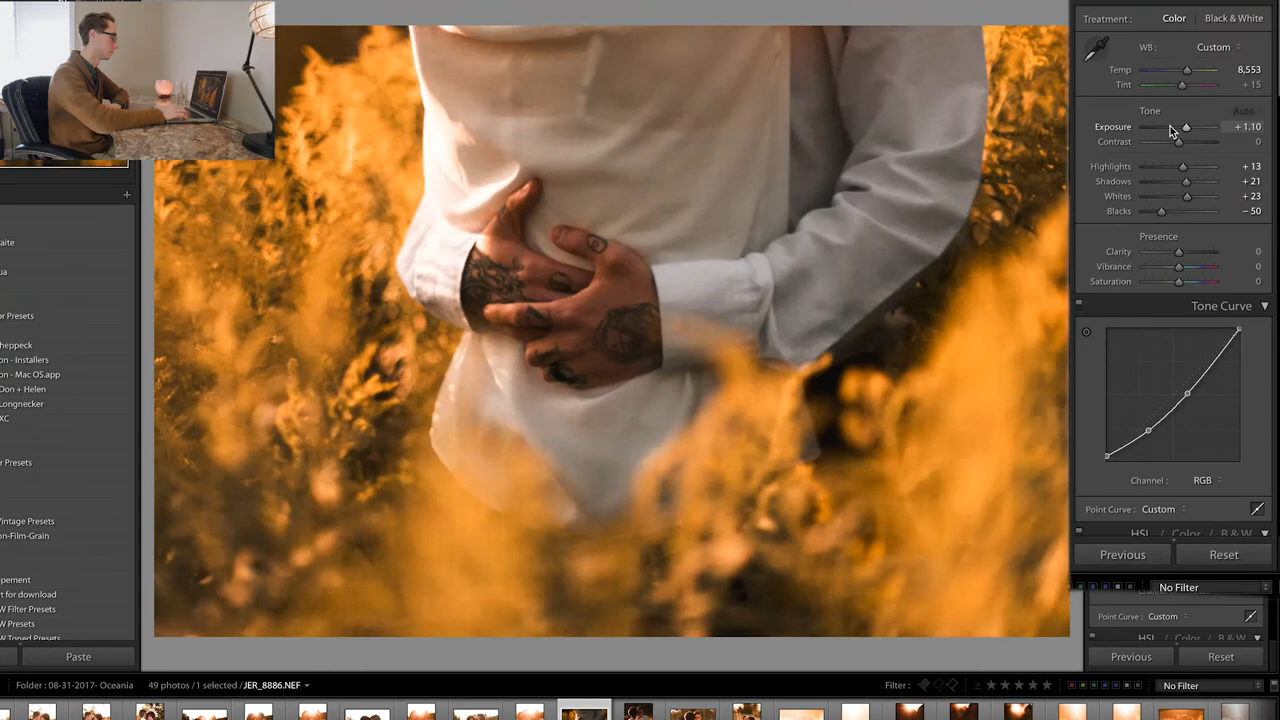 Treatment : Color Black & White
WB : Custom
Temp 8,553
Tint + 15
Tone Auto
Exposure + 1.10
Contrast 0
Highlights + 13
Shadows + 21
Whites + 23
Blacks − 50
Presence
Clarity 0
Vibrance 0
Saturation 0
Tone Curve
Channel : RGB
Point Curve : Custom
HSL / Color / B & W
Previous Reset
No Filter
Point Curve : Custom
HSL / Color / B & W
Previous Reset
aite
ua
or Presets
heppeck
on - Installers
on - Mac OS.app
Don + Helen
Longnecker
XC
r Presets
intage Presets
on-Film-Grain
opement
t for download
W Filter Presets
W Presets
W Toned Presets
Paste
Folder : 08-31-2017- Oceania 49 photos / 1 selected / JER_8886.NEF
Filter : No Filter